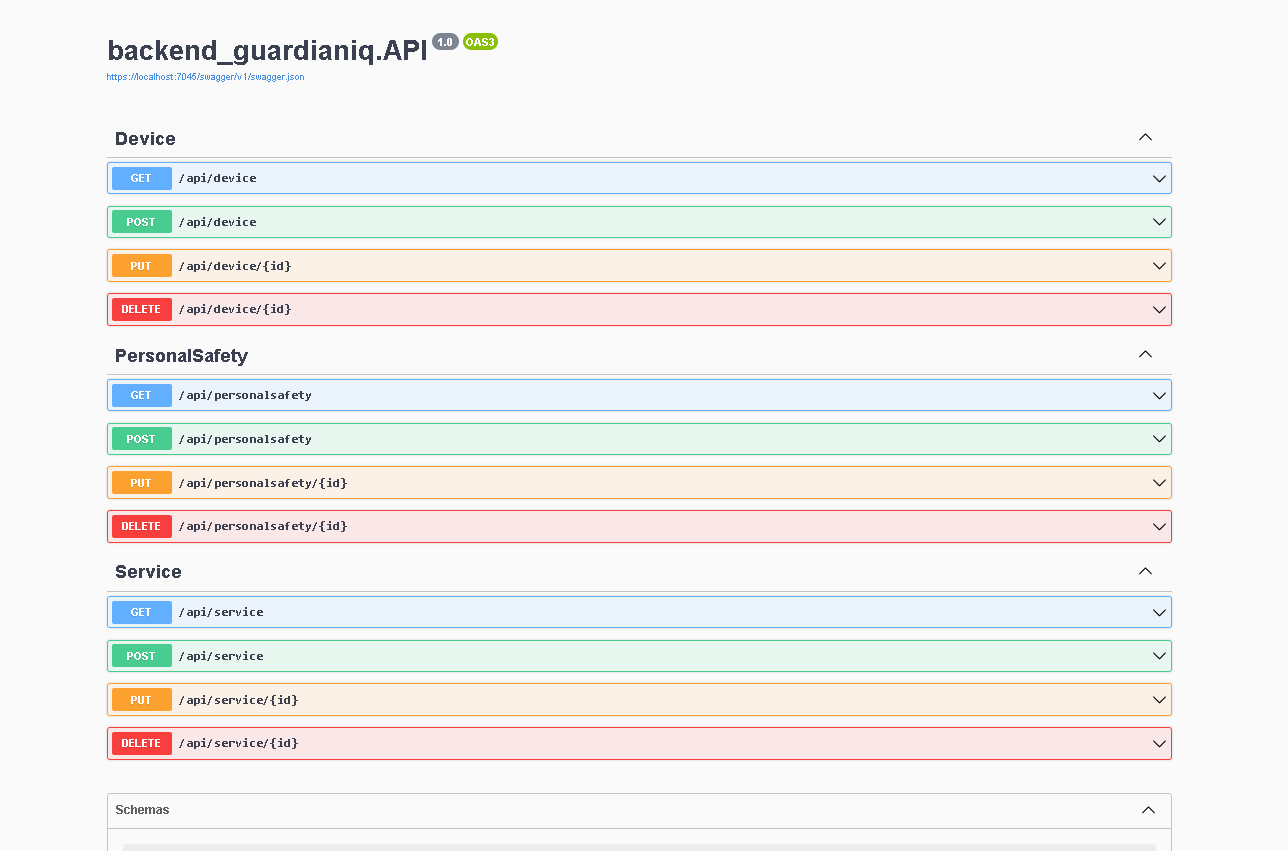 backend_guardianiq.API 1.0 OAS3
https://localhost:7045/swagger/v1/swagger.json
Device
GET /api/device
POST /api/device
PUT /api/device/{id}
DELETE /api/device/{id}
PersonalSafety
GET /api/personalsafety
POST /api/personalsafety
PUT /api/personalsafety/{id}
DELETE /api/personalsafety/{id}
Service
GET /api/service
POST /api/service
PUT /api/service/{id}
DELETE /api/service/{id}
Schemas